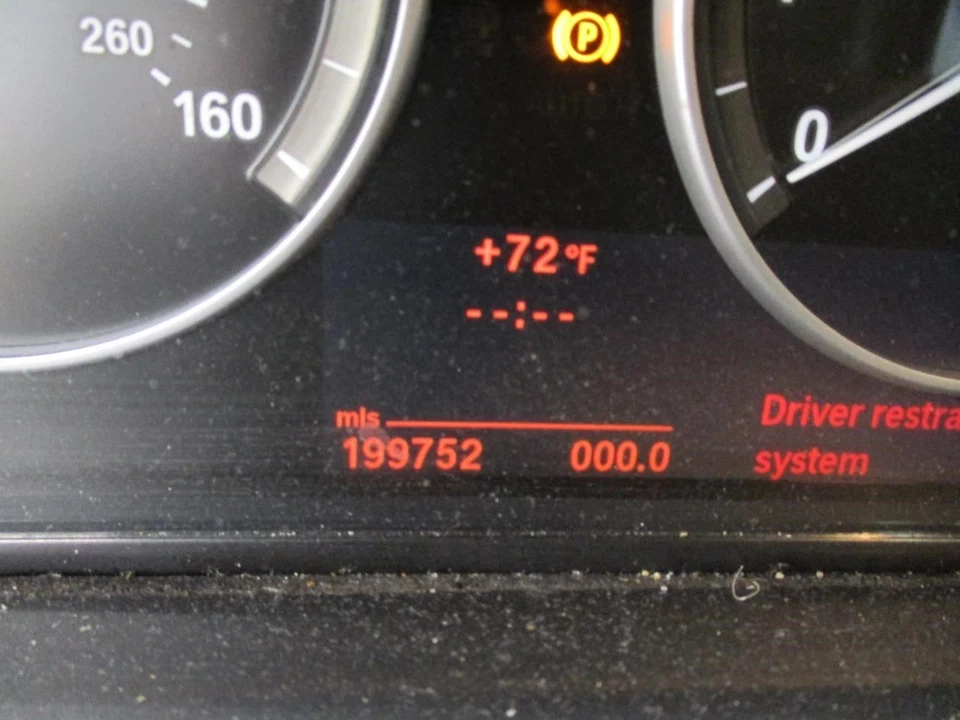 260
160
P
0
+72°F
--:--
mls
199752 000.0
Driver restra
system